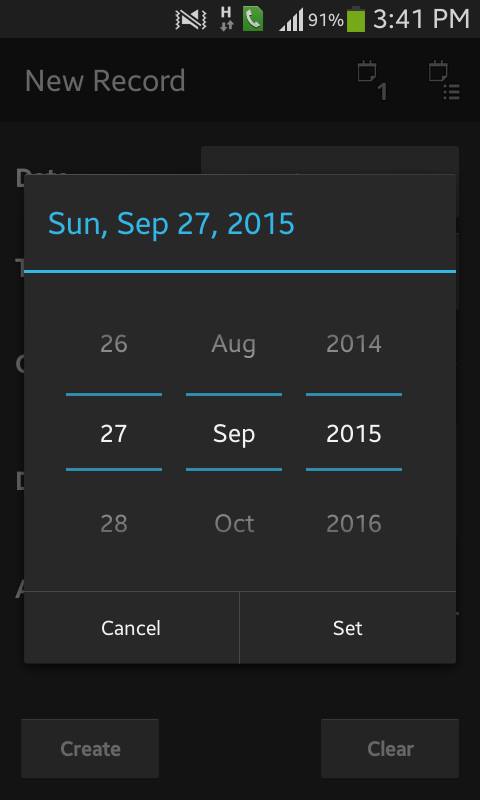 H 91% 3:41 PM
New Record
1
Date
Sun, Sep 27, 2015
26 Aug 2014
27 Sep 2015
28 Oct 2016
Cancel Set
Create Clear